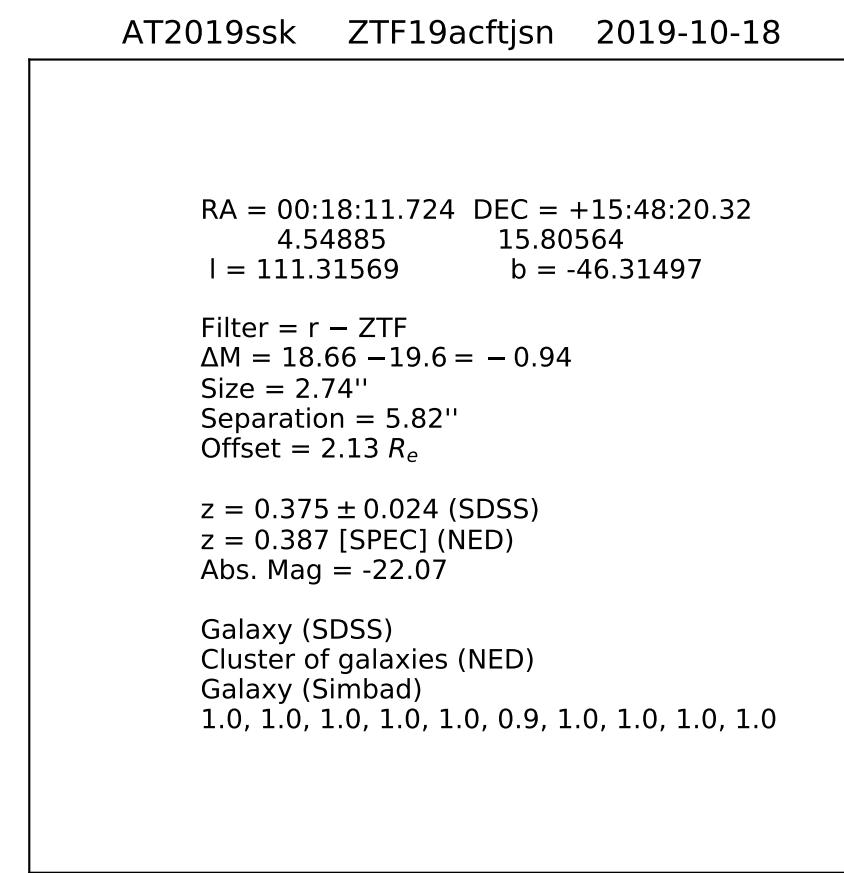 AT2019ssk ZTF19acftjsn 2019-10-18
RA = 00:18:11.724 DEC = +15:48:20.32
4.54885 15.80564
l = 111.31569 b = -46.31497
Filter = r − ZTF
ΔM = 18.66 −19.6 = − 0.94
Size = 2.74''
Separation = 5.82''
Offset = 2.13 Rₑ
z = 0.375 ± 0.024 (SDSS)
z = 0.387 [SPEC] (NED)
Abs. Mag = -22.07
Galaxy (SDSS)
Cluster of galaxies (NED)
Galaxy (Simbad)
1.0, 1.0, 1.0, 1.0, 1.0, 0.9, 1.0, 1.0, 1.0, 1.0